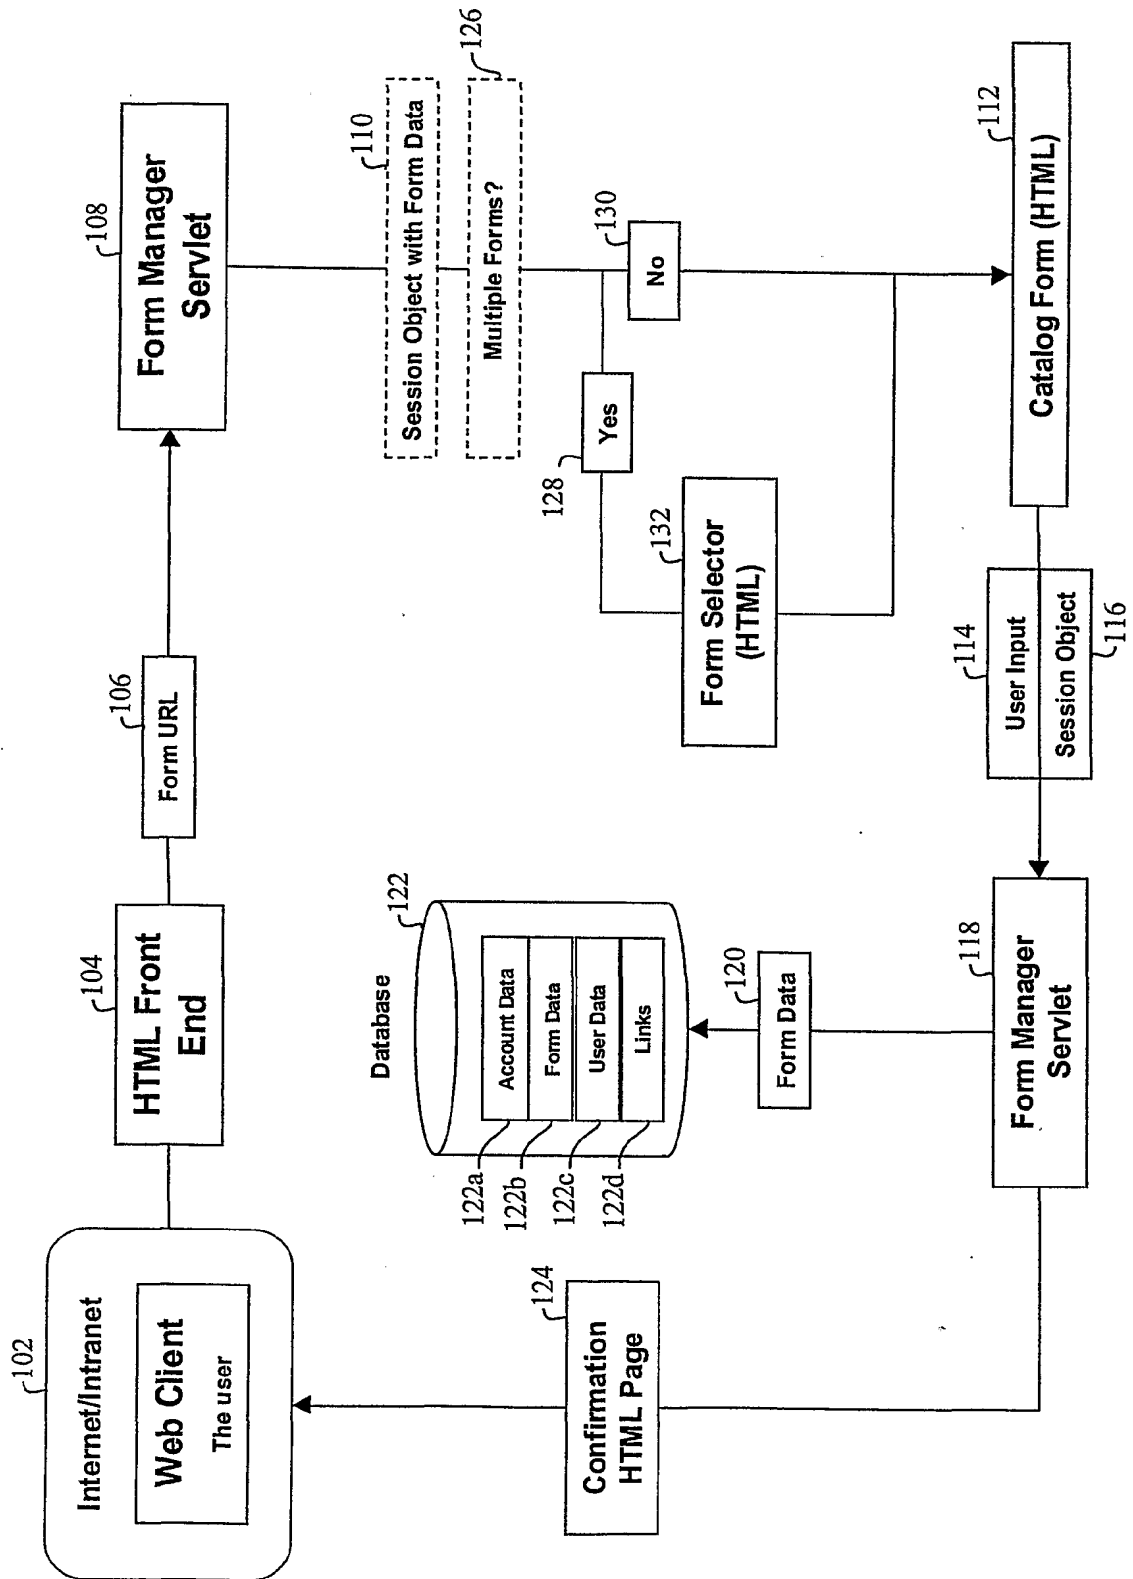 102
Internet/Intranet
Web Client
The user
104
HTML Front
End
106
Form URL
108
Form Manager
Servlet
110
Session Object with Form Data
126
Multiple Forms?
128
Yes
130
No
132
Form Selector
(HTML)
112
Catalog Form (HTML)
114
User Input
Session Object
116
118
Form Manager
Servlet
120
Form Data
122
Database
Account Data
Form Data
User Data
Links
122a
122b
122c
122d
124
Confirmation
HTML Page